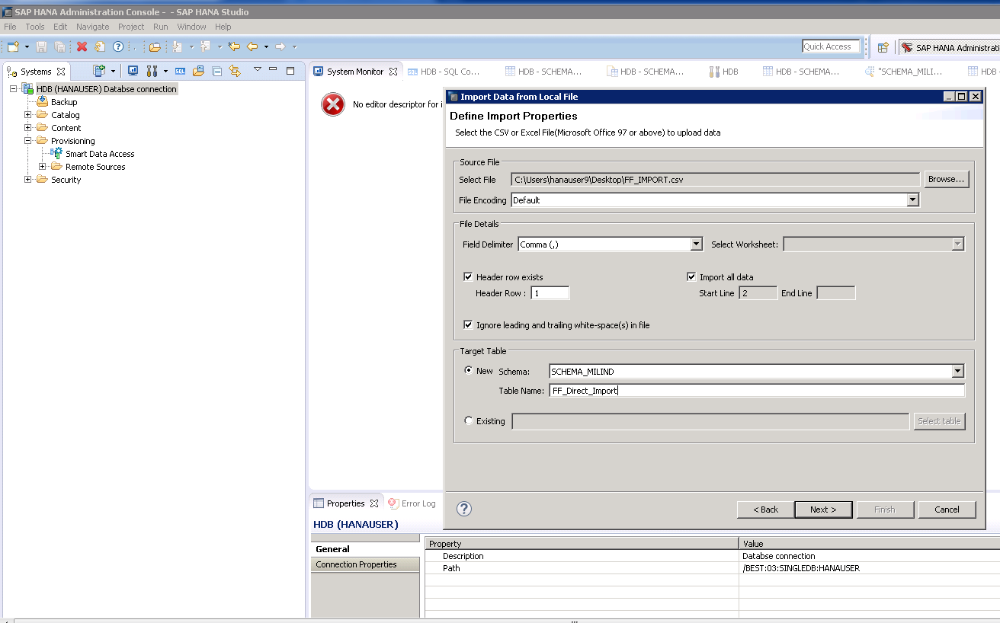 SAP HANA Administration Console - - SAP HANA Studio
File Tools Edit Navigate Project Run Window Help
Quick Access
SAP HANA Administrati
Systems
HDB (HANAUSER) Databse connection
Backup
Catalog
Content
Provisioning
Smart Data Access
Remote Sources
Security
System Monitor
HDB - SQL Co...
HDB - SCHEMA...
HDB - SCHEMA...
HDB
HDB - SCHEMA...
"SCHEMA_MILI...
HDB -
No editor descriptor for i
Import Data from Local File
Define Import Properties
Select the CSV or Excel File(Microsoft Office 97 or above) to upload data
Source File
Select File C:\Users\hanauser9\Desktop\FF_IMPORT.csv Browse...
File Encoding Default
File Details
Field Delimiter Comma (,) Select Worksheet:
Header row exists Import all data
Header Row : 1 Start Line 2 End Line
Ignore leading and trailing white-space(s) in file
Target Table
New Schema: SCHEMA_MILIND
Table Name: FF_Direct_Import
Existing Select table
< Back Next > Finish Cancel
Properties Error Log
HDB (HANAUSER)
General
Connection Properties
Property Value
Description Databse connection
Path /BEST:03:SINGLEDB:HANAUSER